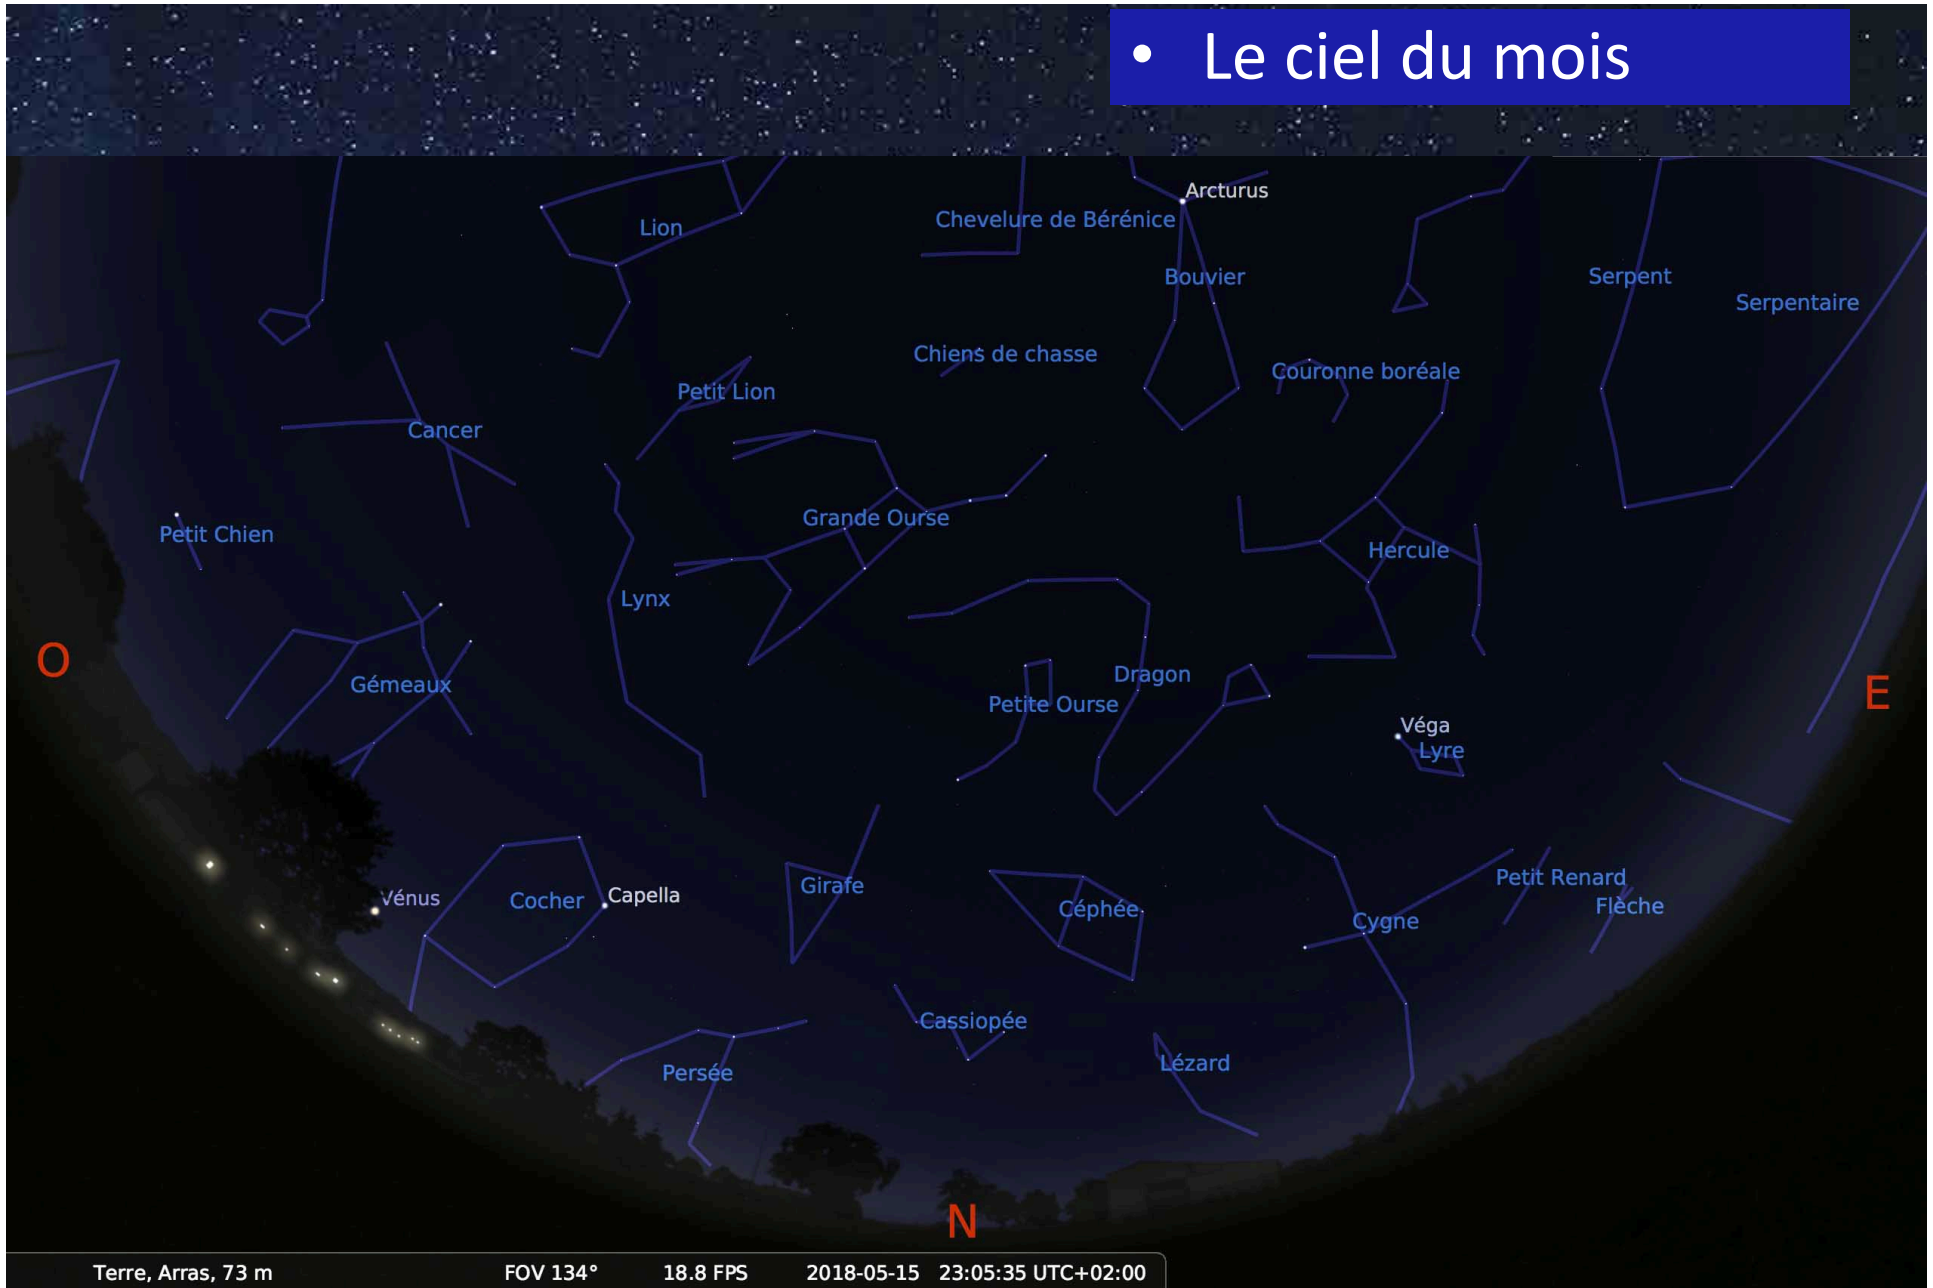 • Le ciel du mois
Arcturus
Lion
Chevelure de Bérénice
Bouvier
Serpent
Serpentaire
Chiens de chasse
Couronne boréale
Petit Lion
Cancer
Grande Ourse
Petit Chien
Hercule
Lynx
O
Gémeaux
Dragon
E
Petite Ourse
Véga
Lyre
Vénus
Cocher
Capella
Girafe
Céphée
Petit Renard
Flèche
Cygne
Cassiopée
Persée
Lézard
N
Terre, Arras, 73 m FOV 134° 18.8 FPS 2018-05-15 23:05:35 UTC+02:00